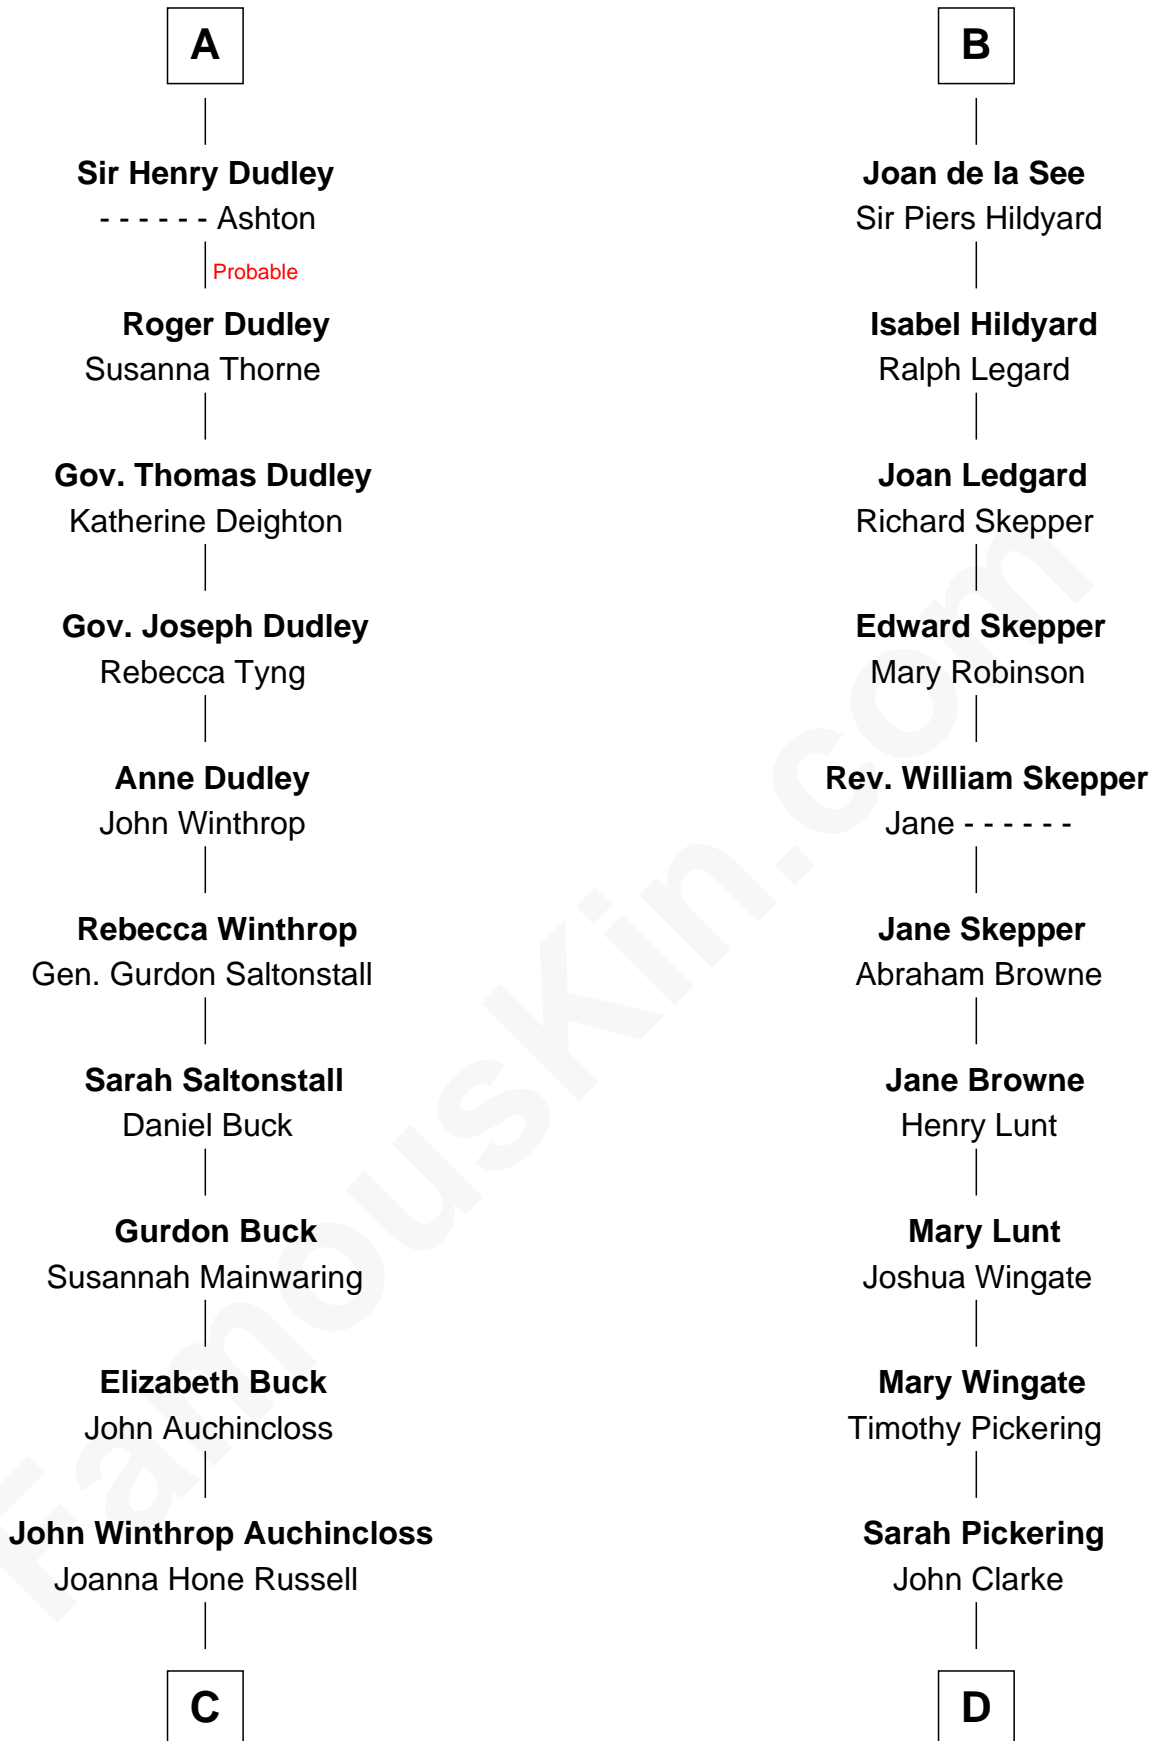 A
Sir Henry Dudley
- - - - - - Ashton
Probable
Roger Dudley
Susanna Thorne
Gov. Thomas Dudley
Katherine Deighton
Gov. Joseph Dudley
Rebecca Tyng
Anne Dudley
John Winthrop
Rebecca Winthrop
Gen. Gurdon Saltonstall
Sarah Saltonstall
Daniel Buck
Gurdon Buck
Susannah Mainwaring
Elizabeth Buck
John Auchincloss
John Winthrop Auchincloss
Joanna Hone Russell
C
B
Joan de la See
Sir Piers Hildyard
Isabel Hildyard
Ralph Legard
Joan Ledgard
Richard Skepper
Edward Skepper
Mary Robinson
Rev. William Skepper
Jane - - - - - -
Jane Skepper
Abraham Browne
Jane Browne
Henry Lunt
Mary Lunt
Joshua Wingate
Mary Wingate
Timothy Pickering
Sarah Pickering
John Clarke
D
FamousKin.com